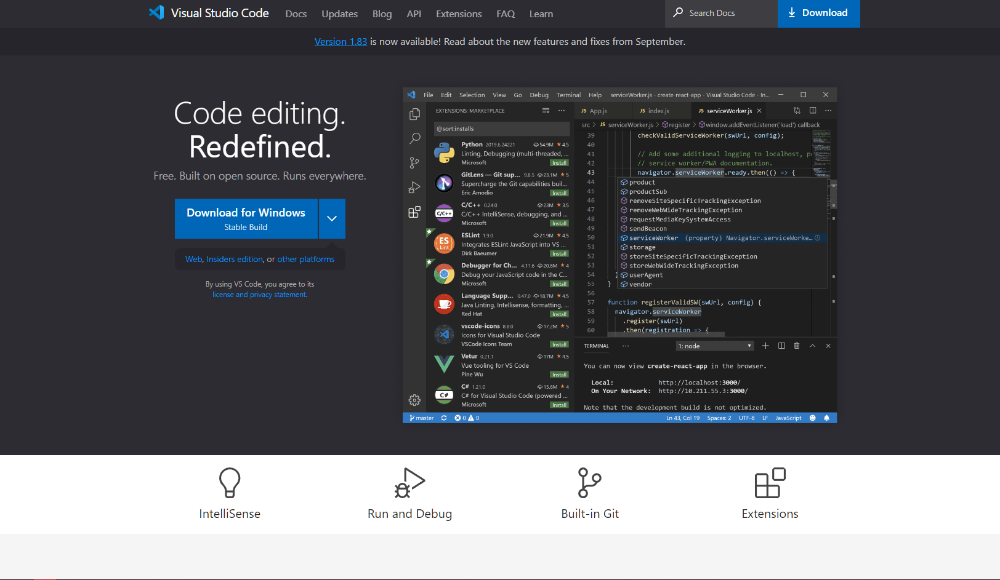 Visual Studio Code Docs Updates Blog API Extensions FAQ Learn Search Docs Download
Version 1.83 is now available! Read about the new features and fixes from September.
Code editing.
Redefined.
Free. Built on open source. Runs everywhere.
Download for Windows
Stable Build
Web, Insiders edition, or other platforms
By using VS Code, you agree to its
license and privacy statement.
File Edit Selection View Go Debug Terminal Help serviceWorker.js - create-react-app - Visual Studio Code - In...
EXTENSIONS: MARKETPLACE
@sort:installs
Python 2019.6.24221 54.9M 4.5
Linting, Debugging (multi-threaded, ...
Microsoft Install
GitLens — Git sup... 9.8.5 23.1M 5
Supercharge the Git capabilities buil...
Eric Amodio Install
C/C++
C/C++ 0.24.0 23M 3.5
C/C++ IntelliSense, debugging, and ...
Microsoft Install
ES
Lint
ESLint 1.9.0 21.9M 4.5
Integrates ESLint JavaScript into VS ...
Dirk Baeumer Install
Debugger for Ch... 4.11.6 20.6M 4
Debug your JavaScript code in the C...
Microsoft Install
Language Supp... 0.47.0 18.7M 4.5
Java Linting, Intellisense, formatting, ...
Red Hat Install
vscode-icons 8.8.0 17.2M 5
Icons for Visual Studio Code
VSCode Icons Team Install
Vetur 0.21.1 17M 4.5
Vue tooling for VS Code
Pine Wu Install
C#
C# 1.21.0 15.6M 4
C# for Visual Studio Code (powered ...
Microsoft Install
JS App.js JS index.js JS serviceWorker.js
src > JS serviceWorker.js > register > window.addEventListener('load') callback
39 checkValidServiceWorker(swUrl, config);
40
41 // Add some additional logging to localhost, p
42 // service worker/PWA documentation.
43 navigator.serviceWorker.ready.then(() => {
44 product
45 productSub
46 removeSiteSpecificTrackingException
47 removeWebWideTrackingException
48 requestMediaKeySystemAccess
49 sendBeacon
50 serviceWorker (property) Navigator.serviceWorke...
51 storage
52 storeSiteSpecificTrackingException
53 storeWebWideTrackingException
54 } userAgent
55 } vendor
56
57 function registerValidSW(swUrl, config) {
58 navigator.serviceWorker
59 .register(swUrl)
60 .then(registration => {
TERMINAL ... 1: node
You can now view create-react-app in the browser.
Local: http://localhost:3000/
On Your Network: http://10.211.55.3:3000/
Note that the development build is not optimized.
master 0 0 Ln 43, Col 19 Spaces: 2 UTF-8 LF JavaScript
IntelliSense
Run and Debug
Built-in Git
Extensions